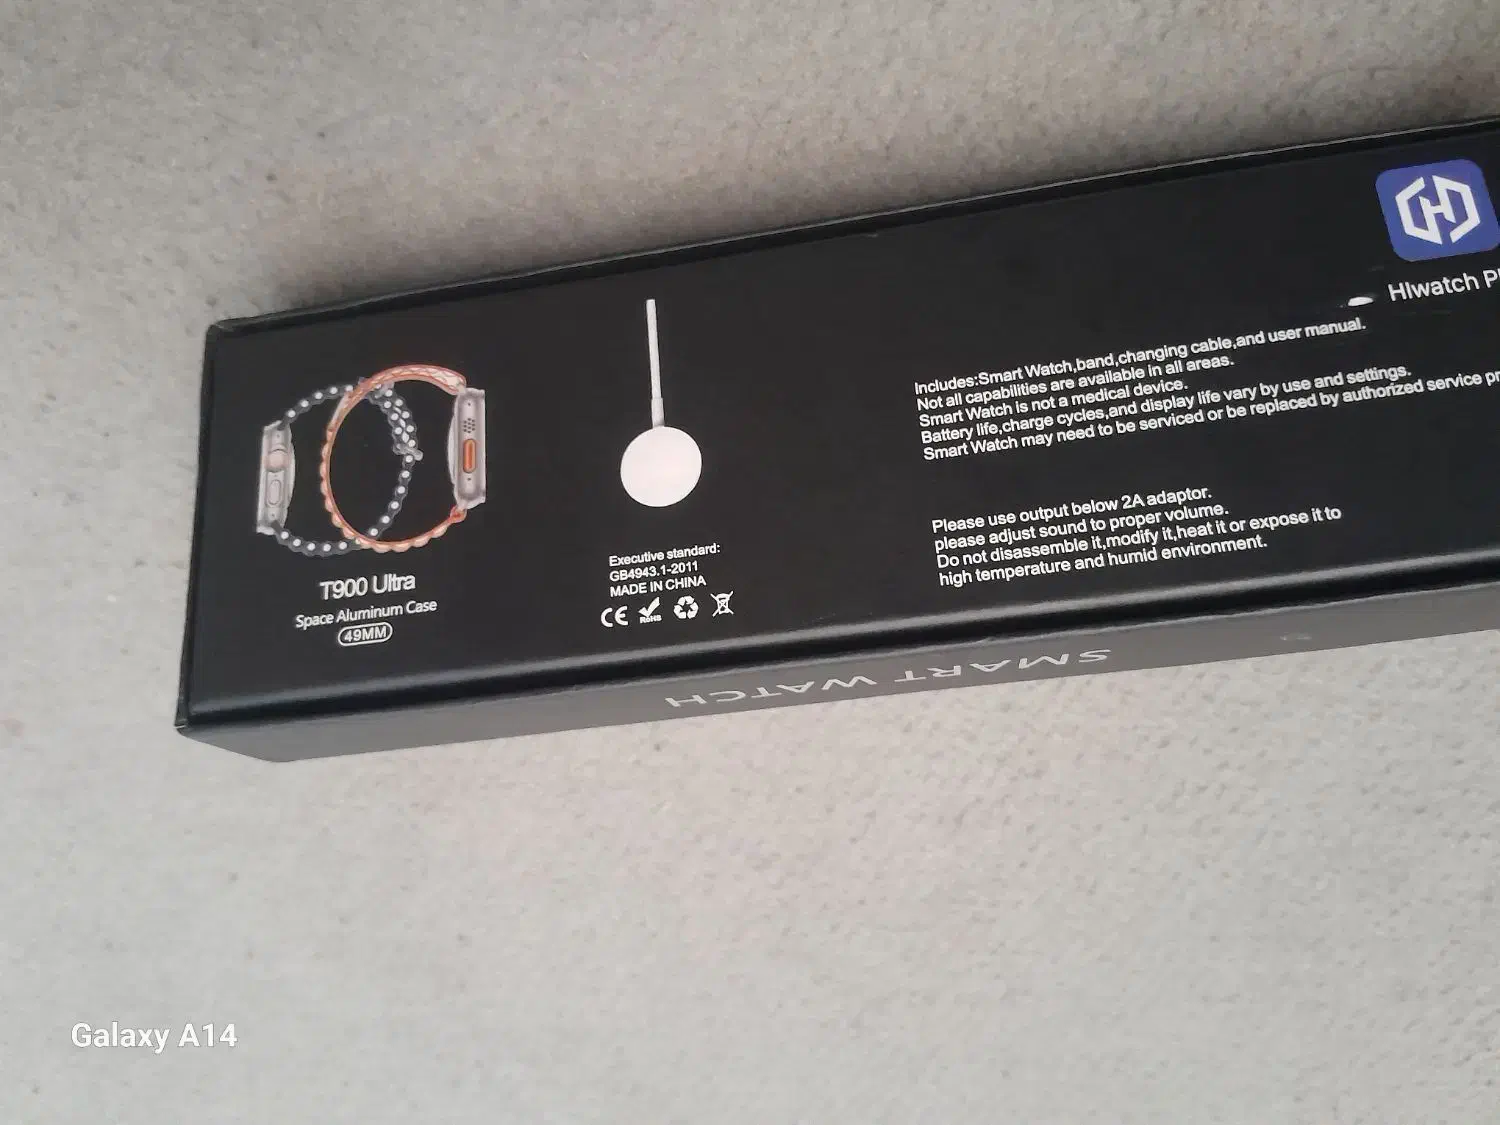 HIwatch
Includes:Smart Watch,band,changing cable,and user manual.
Not all capabilities are available in all areas.
Smart Watch is not a medical device.
Battery life,charge cycles,and display life vary by use and settings.
Smart Watch may need to be serviced or be replaced by authorized service
Please use output below 2A adaptor.
please adjust sound to proper volume.
Do not disassemble it,modify it,heat it or expose it to
high temperature and humid environment.
Executive standard:
GB4943.1-2011
MADE IN CHINA
CE RoHS
T900 Ultra
Space Aluminum Case
49MM
SMART WATCH
Galaxy A14